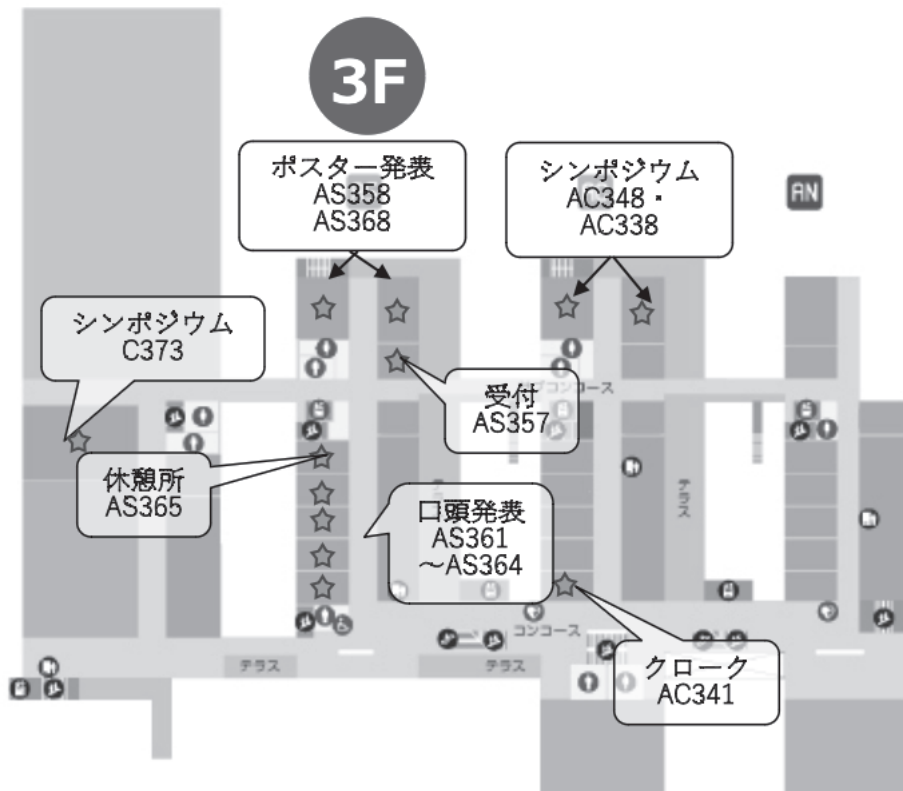 3F
ポスター発表
AS358
AS368
シンポジウム
AC348・
AC338
AN
シンポジウム
C373
受付
AS357
コンコース
休憩所
AS365
口頭発表
AS361
~AS364
テラス
コンコース
テラス
テラス
クローク
AC341